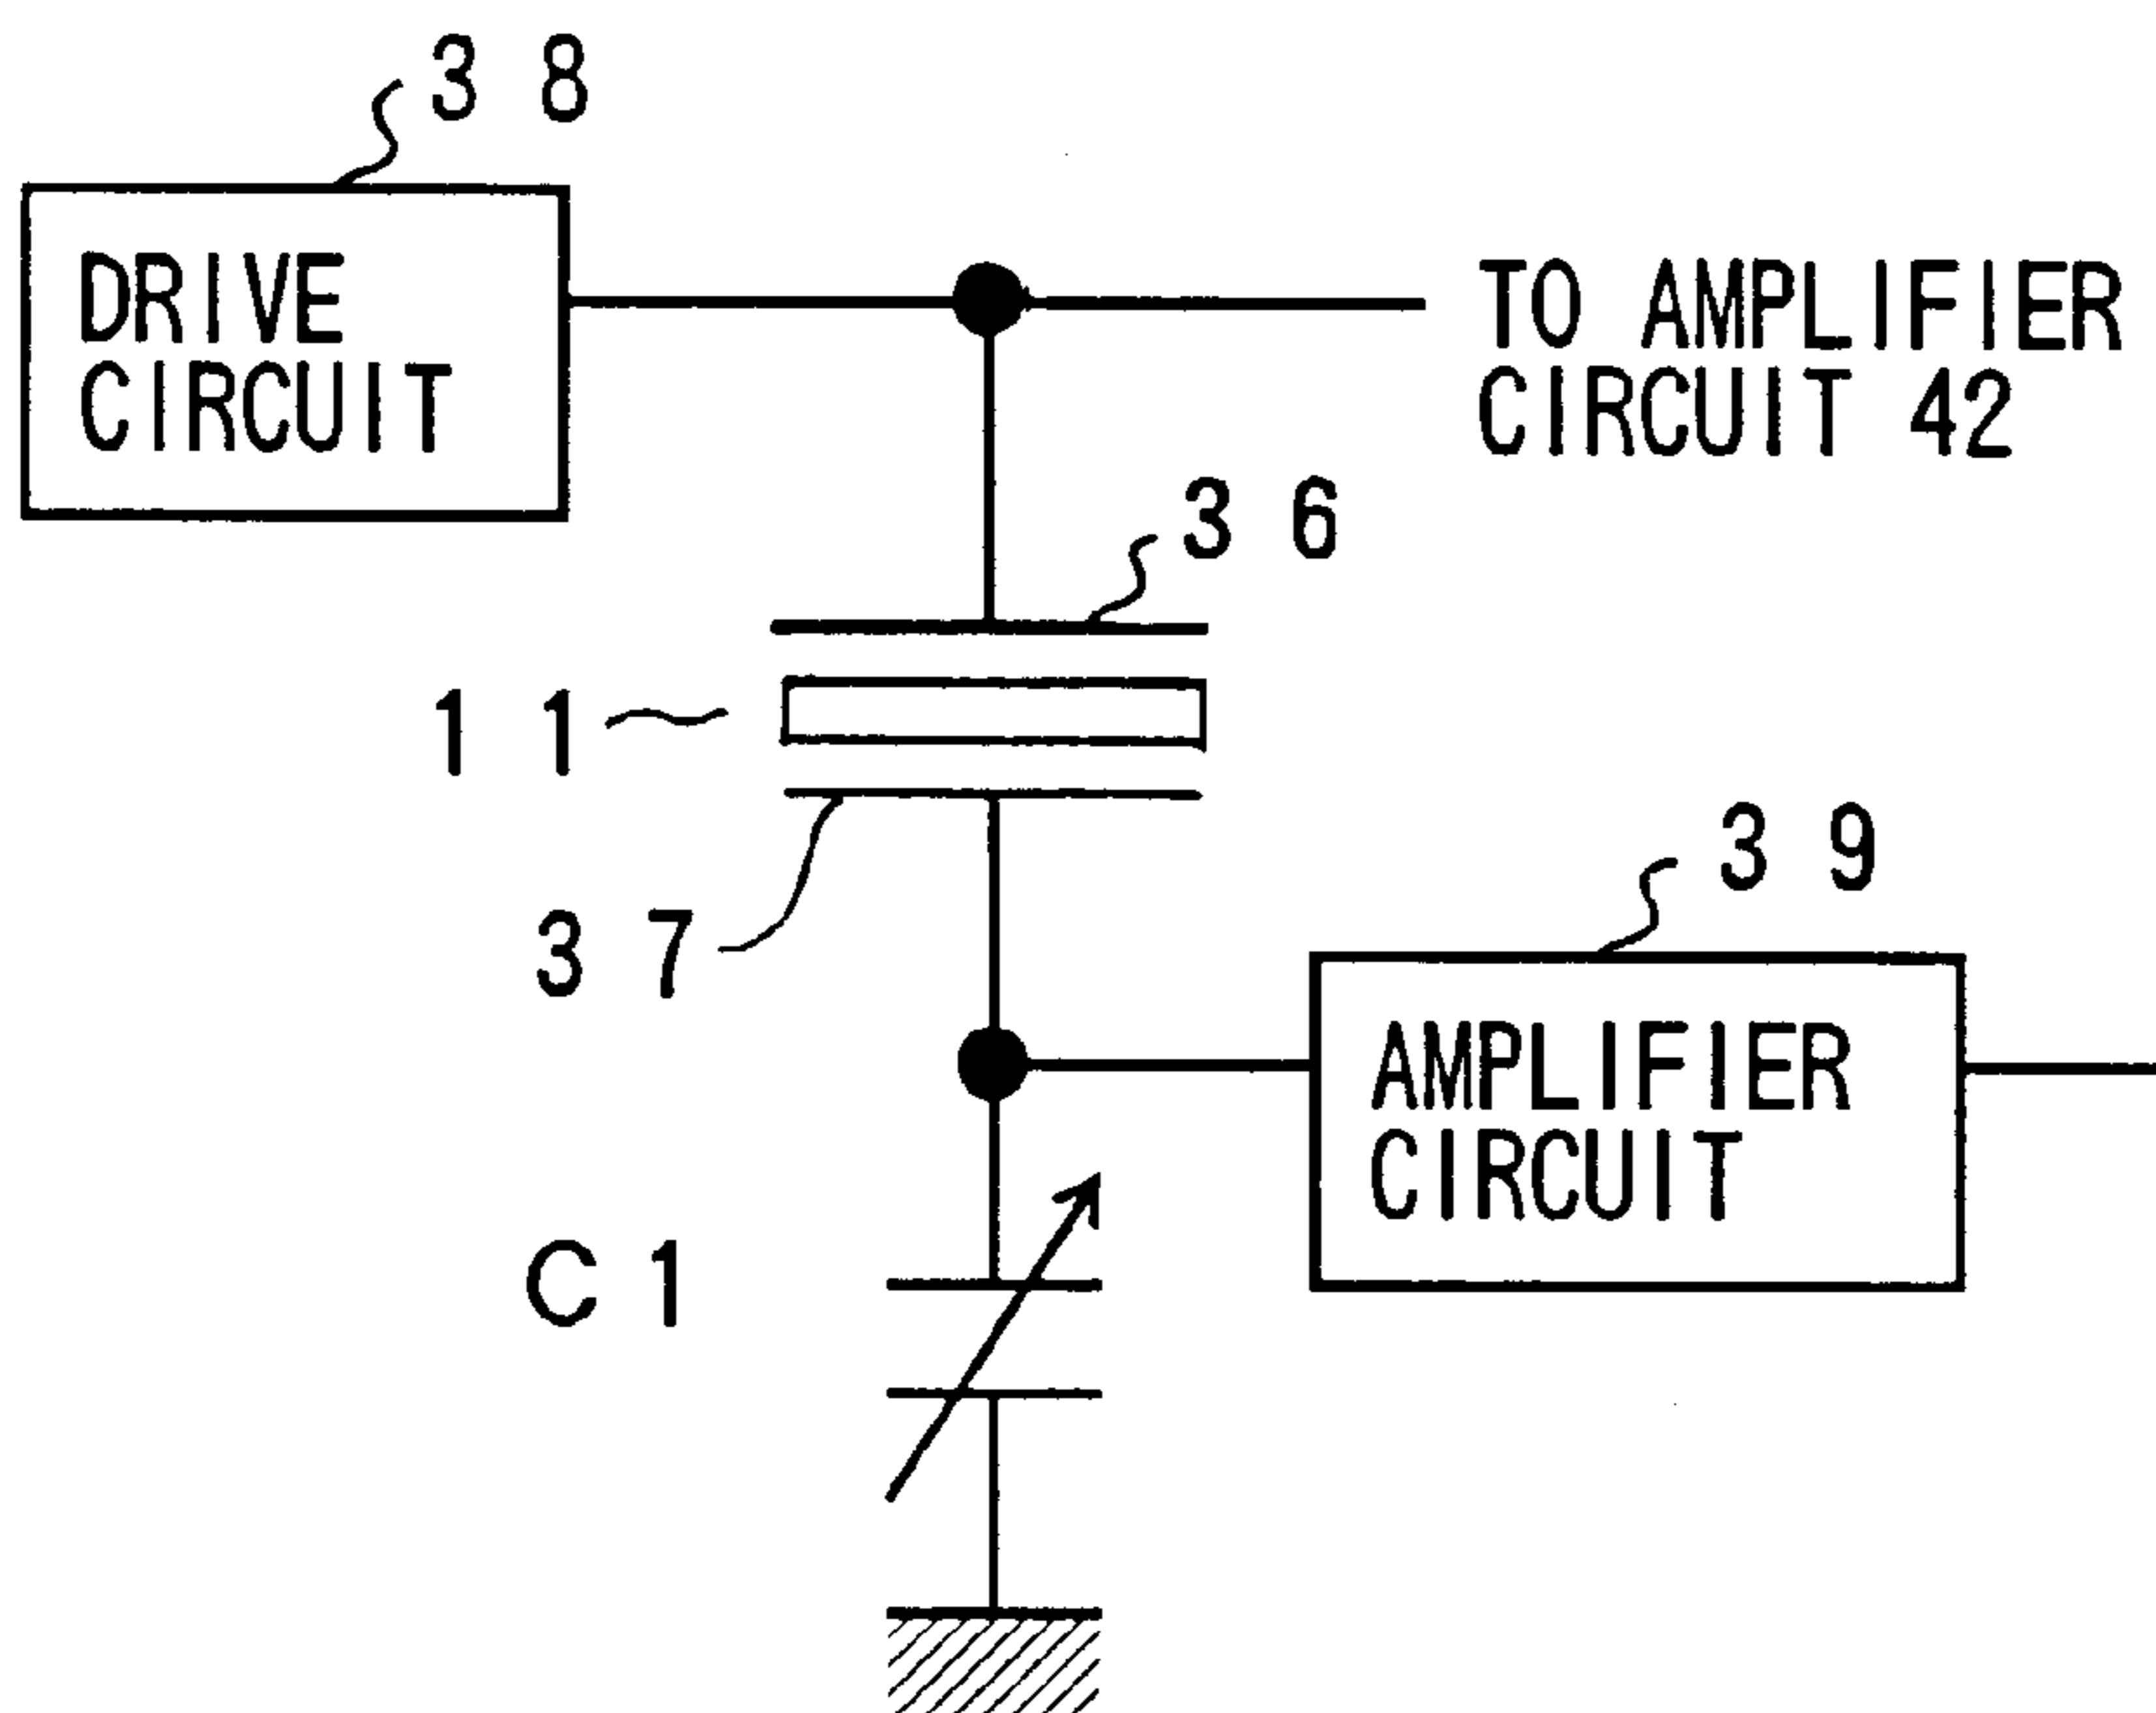 38
DRIVE
CIRCUIT
TO AMPLIFIER
CIRCUIT 42
36
11
37
39
AMPLIFIER
CIRCUIT
C1